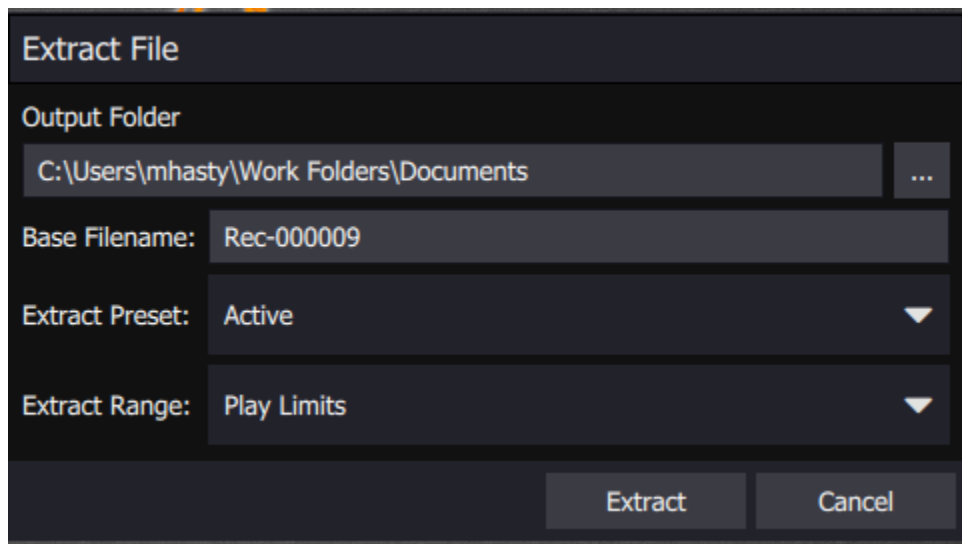 Extract File
Output Folder
C:\Users\mhasty\Work Folders\Documents ...
Base Filename: Rec-000009
Extract Preset: Active
Extract Range: Play Limits
Extract Cancel